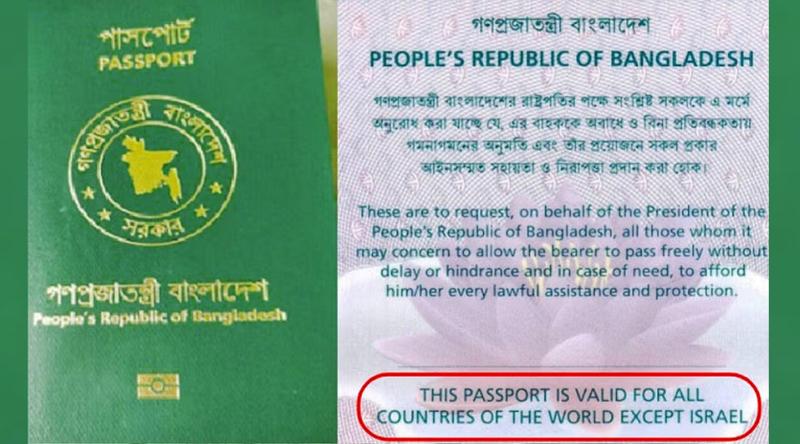 পাসপোর্ট
PASSPORT
গণপ্রজাতন্ত্রী বাংলাদেশ
সরকার
গণপ্রজাতন্ত্রী বাংলাদেশ
People's Republic of Bangladesh
গণপ্রজাতন্ত্রী বাংলাদেশ
PEOPLE'S REPUBLIC OF BANGLADESH
গণপ্রজাতন্ত্রী বাংলাদেশের রাষ্ট্রপতির পক্ষে সংশ্লিষ্ট সকলকে এ মর্মে
অনুরোধ করা যাচ্ছে যে, এর বাহককে অবাধে ও বিনা প্রতিবন্ধকতায়
গমনাগমনের অনুমতি এবং তাঁর প্রয়োজনে সকল প্রকার
আইনসম্মত সহায়তা ও নিরাপত্তা প্রদান করা হোক।
These are to request, on behalf of the President of the
People's Republic of Bangladesh, all those whom it
may concern to allow the bearer to pass freely without
delay or hindrance and in case of need, to afford
him/her every lawful assistance and protection.
THIS PASSPORT IS VALID FOR ALL
COUNTRIES OF THE WORLD EXCEPT ISRAEL